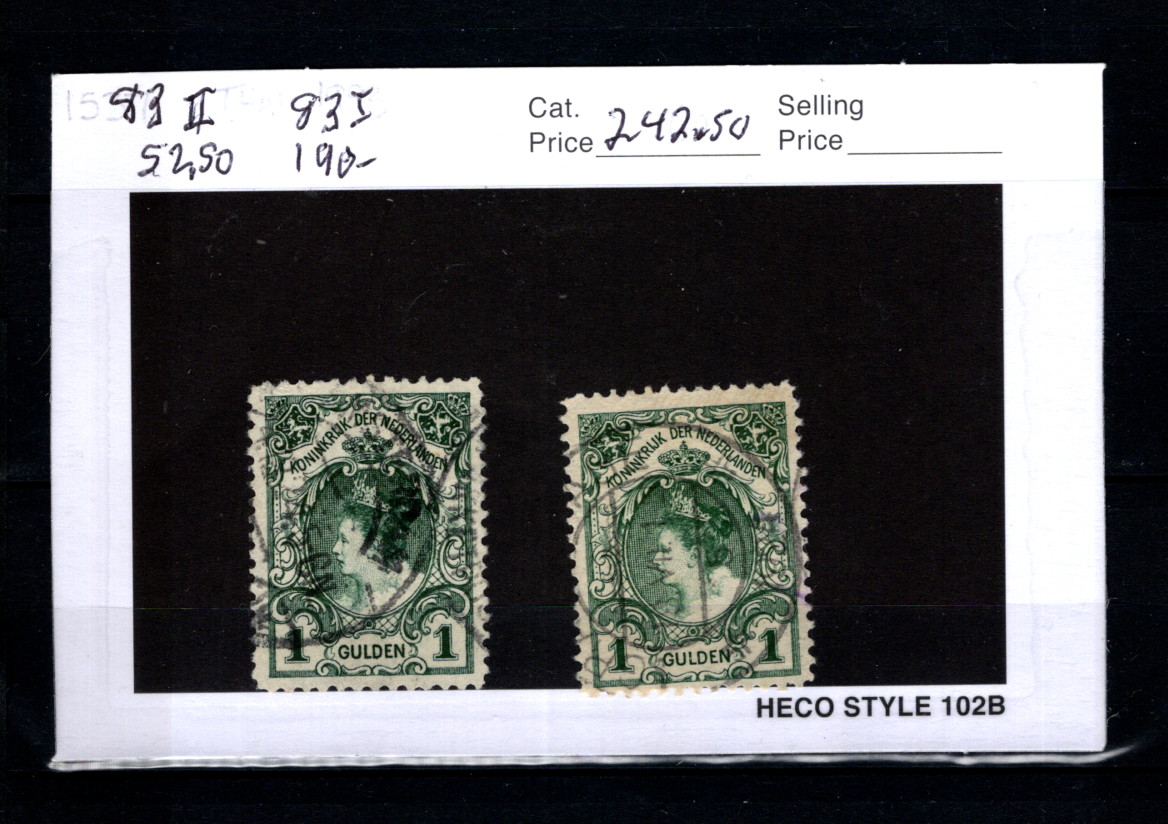 83 II 83 I
52,50 190-
Cat.
Price 242.50
Selling
Price
KONINKRIJK DER NEDERLANDEN
1 GULDEN 1
KONINKRIJK DER NEDERLANDEN
1 GULDEN 1
HECO STYLE 102B